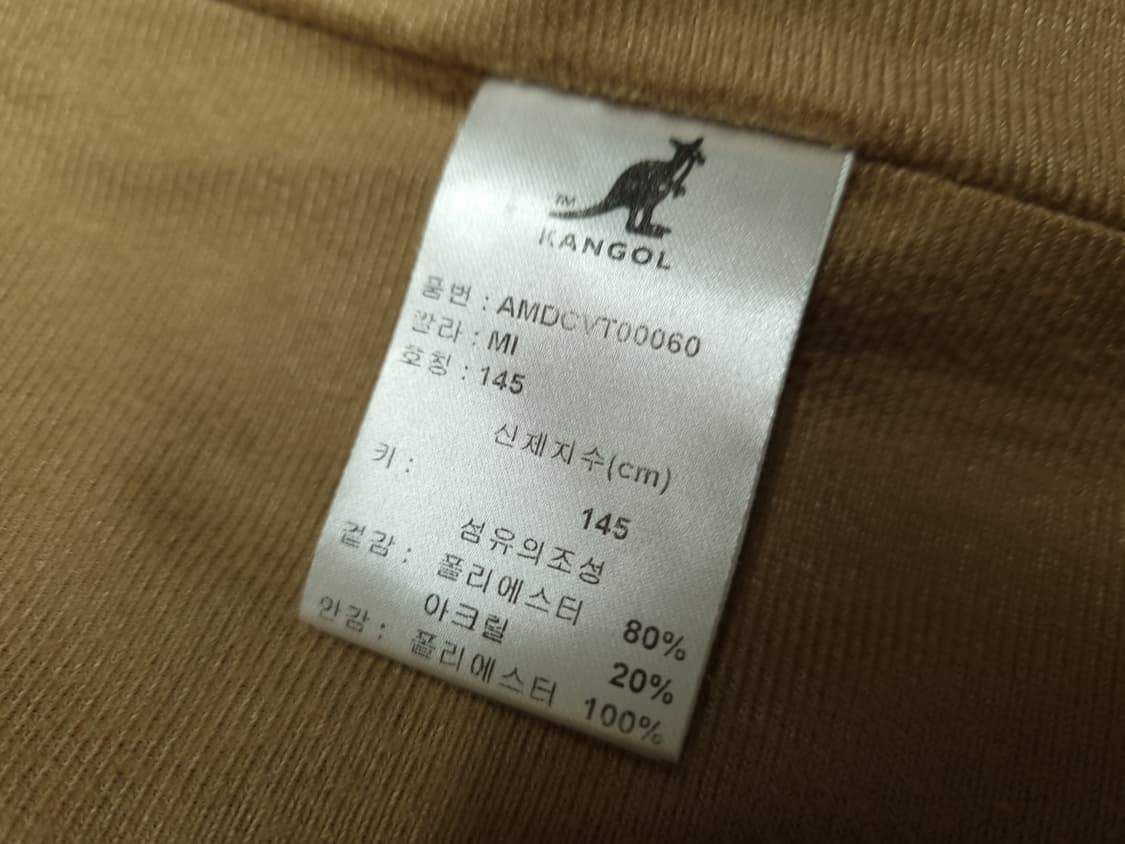 TM
KANGOL
품번 : AMDCVT00060
칼라 : MI
호칭 : 145
신체치수(cm)
키 : 145
섬유의조성
겉감 : 폴리에스터 80%
아크릴 20%
안감 : 폴리에스터 100%